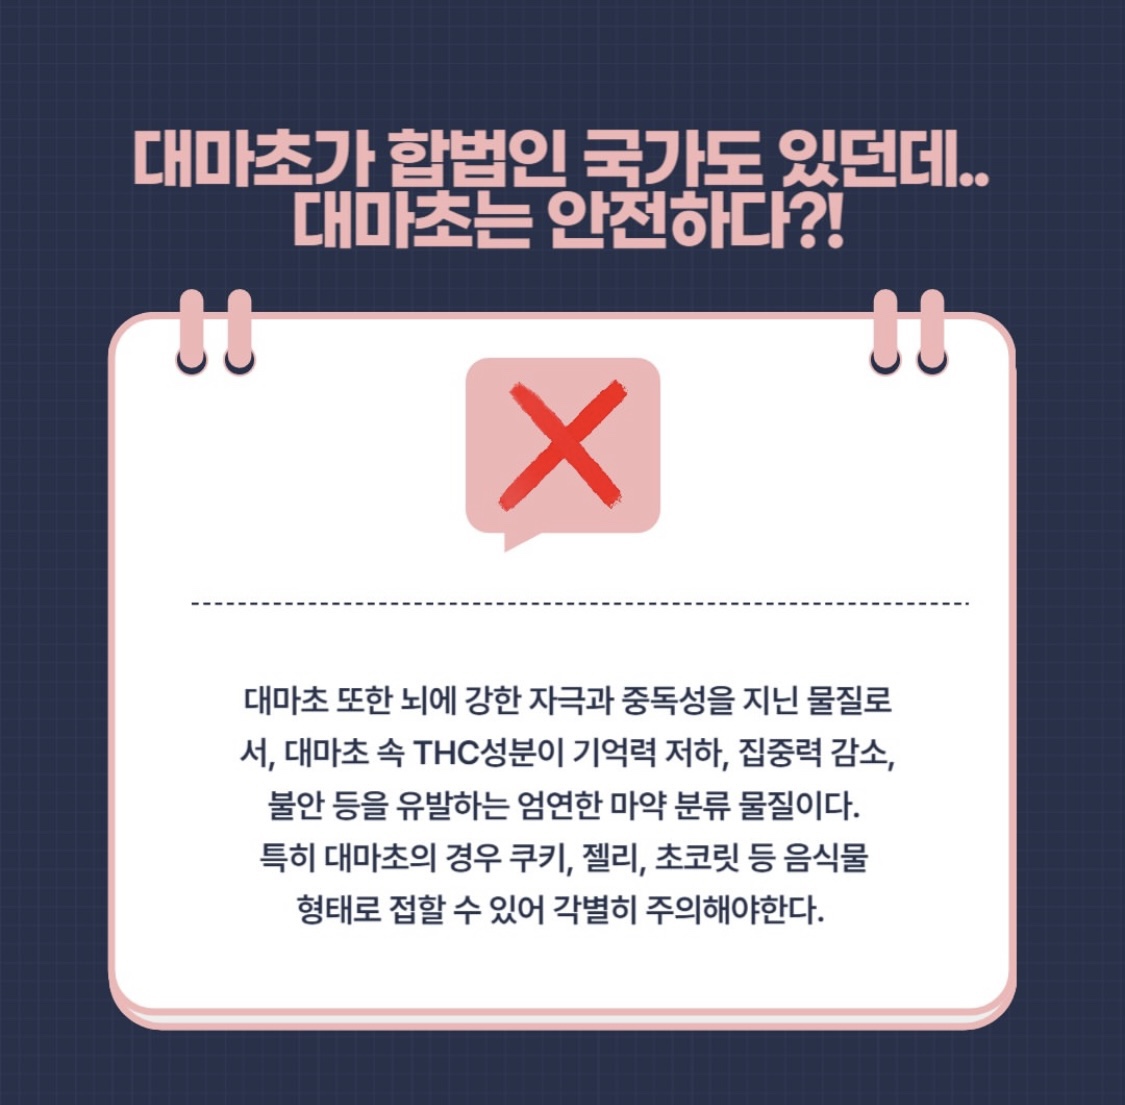 대마초가 합법인 국가도 있던데..
대마초는 안전하다?!
대마초 또한 뇌에 강한 자극과 중독성을 지닌 물질로
서, 대마초 속 THC성분이 기억력 저하, 집중력 감소,
불안 등을 유발하는 엄연한 마약 분류 물질이다.
특히 대마초의 경우 쿠키, 젤리, 초코릿 등 음식물
형태로 접할 수 있어 각별히 주의해야한다.